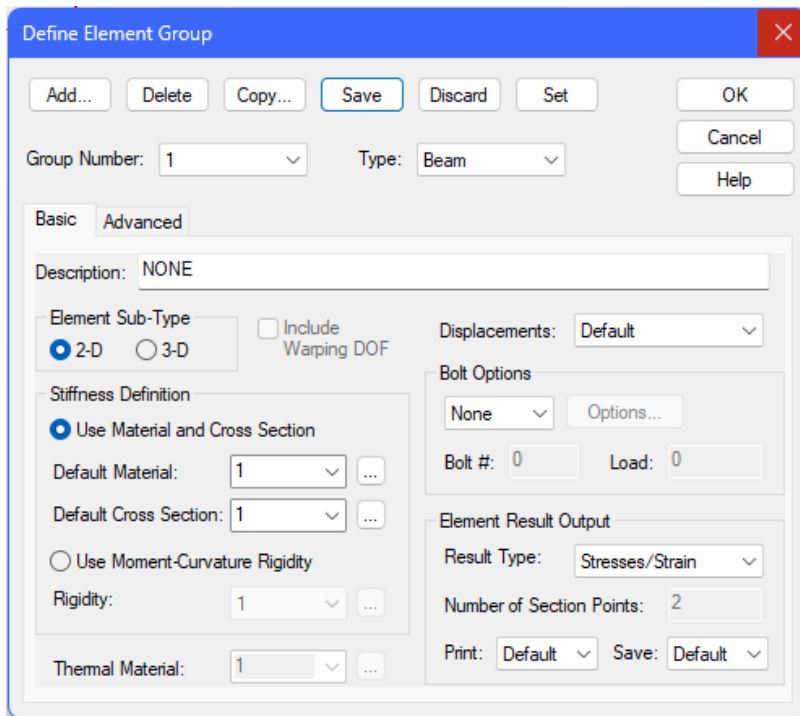 Define Element Group
Add... Delete Copy... Save Discard Set OK
Cancel
Group Number: 1 Type: Beam
Help
Basic Advanced
Description: NONE
Element Sub-Type
2-D 3-D
Include
Warping DOF
Displacements: Default
Stiffness Definition
Use Material and Cross Section
Default Material: 1 ...
Default Cross Section: 1 ...
Use Moment-Curvature Rigidity
Rigidity: 1 ...
Thermal Material: 1 ...
Bolt Options
None Options...
Bolt #: 0 Load: 0
Element Result Output
Result Type: Stresses/Strain
Number of Section Points: 2
Print: Default Save: Default